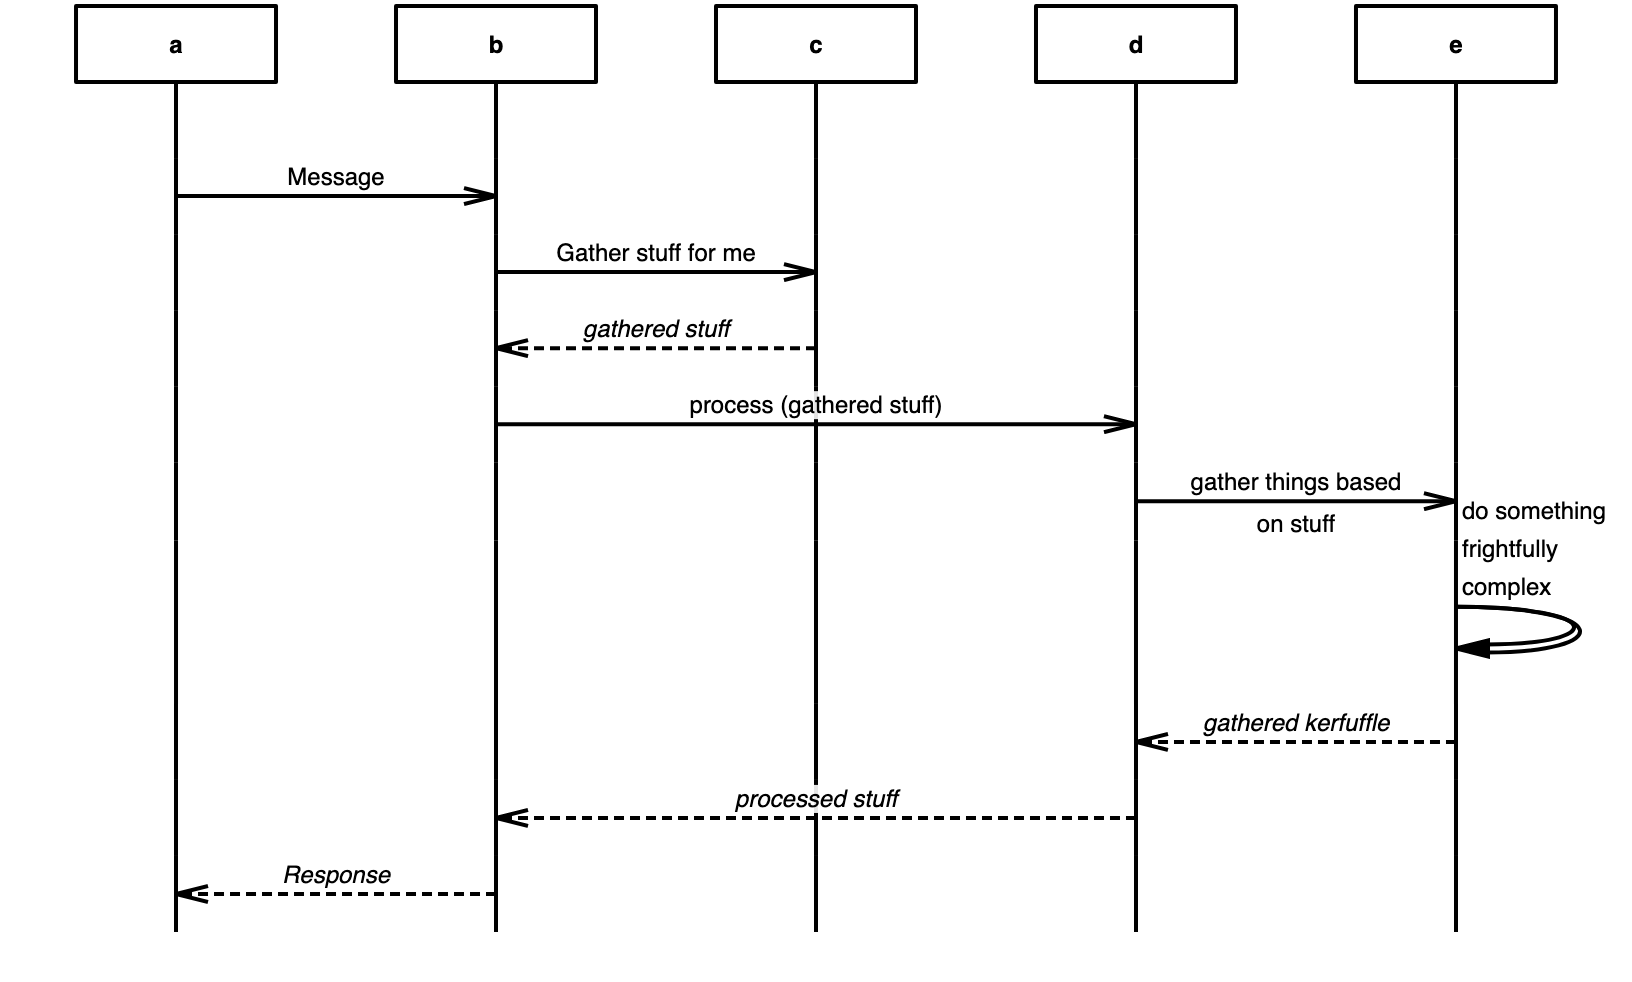 a
b
c
d
e
Message
Gather stuff for me
gathered stuff
process (gathered stuff)
gather things based
on stuff
do something
frightfully
complex
gathered kerfuffle
processed stuff
Response